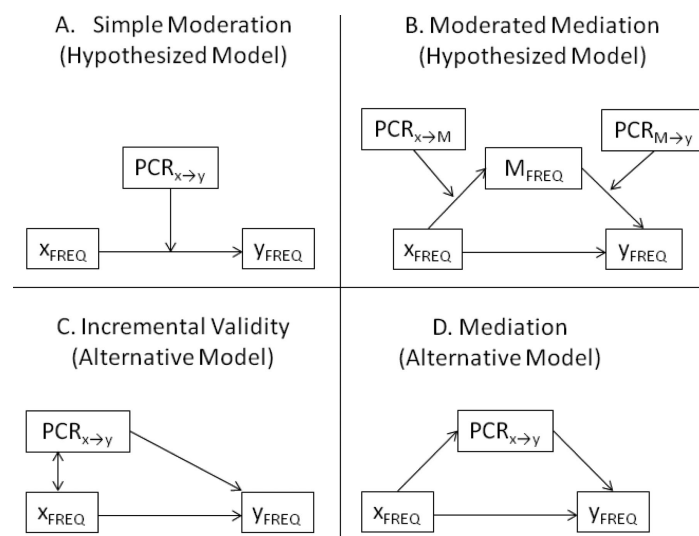 A. Simple Moderation
(Hypothesized Model)
PCRx→y
xFREQ
yFREQ
B. Moderated Mediation
(Hypothesized Model)
PCRx→M
PCRM→y
MFREQ
xFREQ
yFREQ
C. Incremental Validity
(Alternative Model)
PCRx→y
xFREQ
yFREQ
D. Mediation
(Alternative Model)
PCRx→y
xFREQ
yFREQ